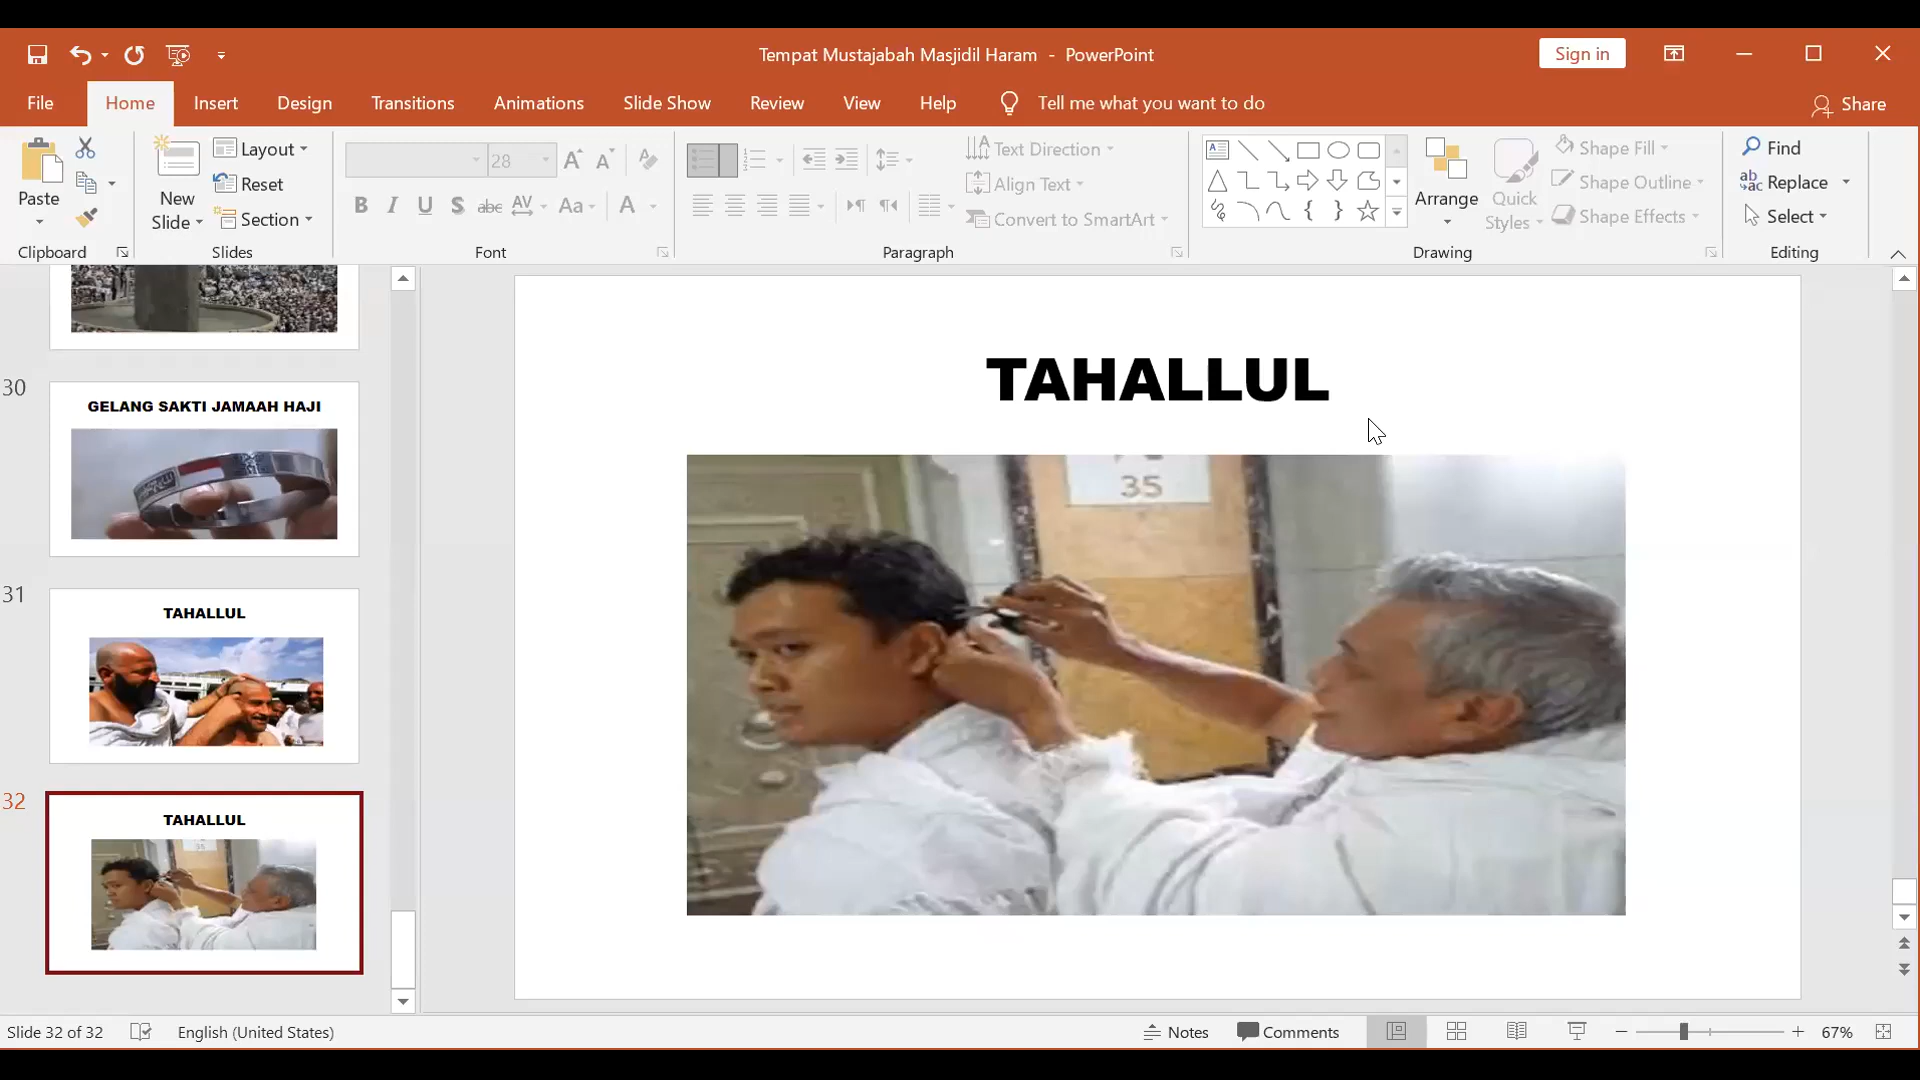 Tempat Mustajabah Masjidil Haram - PowerPoint
Sign in
File Home Insert Design Transitions Animations Slide Show Review View Help Tell me what you want to do Share
Paste
Clipboard
New Slide
Layout
Reset
Section
Slides
28
B I U S abc AV Aa A
Font
Text Direction
Align Text
Convert to SmartArt
Paragraph
Arrange
Quick Styles
Shape Fill
Shape Outline
Shape Effects
Drawing
Find
Replace
Select
Editing
30
GELANG SAKTI JAMAAH HAJI
31
TAHALLUL
32
TAHALLUL
35
TAHALLUL
35
Slide 32 of 32 English (United States) Notes Comments 67%